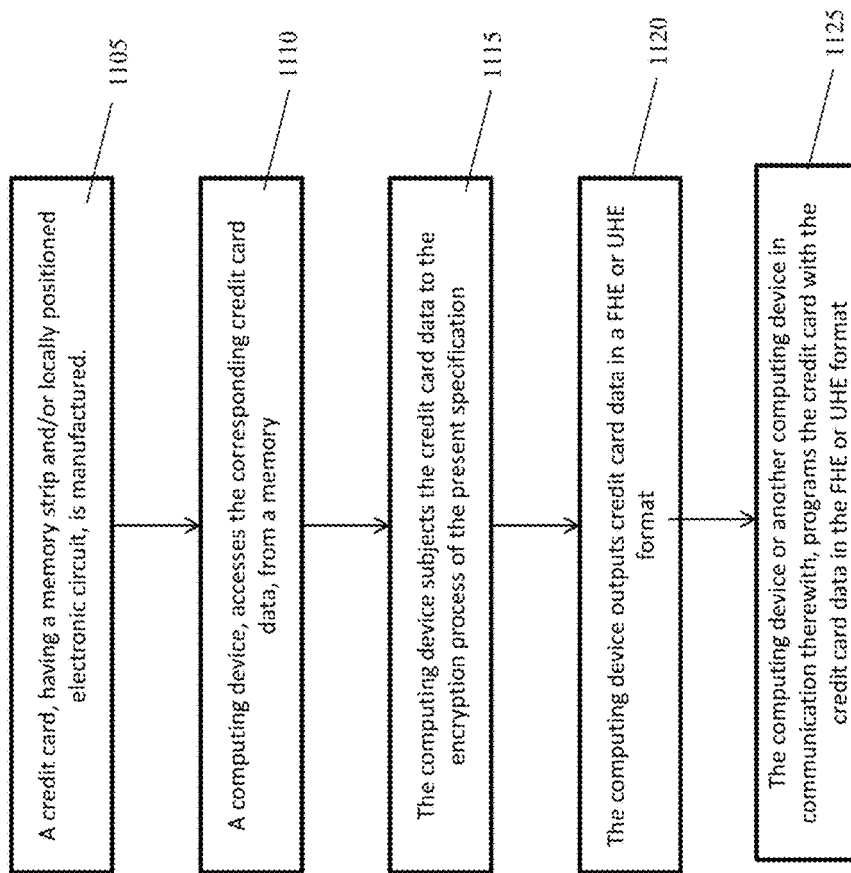 A credit card, having a memory strip and/or locally positioned
electronic circuit, is manufactured.
1105
A computing device, accesses the corresponding credit card
data, from a memory
1110
The computing device subjects the credit card data to the
encryption process of the present specification
1115
The computing device outputs credit card data in a FHE or UHE
format
1120
The computing device or another computing device in
communication therewith, programs the credit card with the
credit card data in the FHE or UHE format
1125